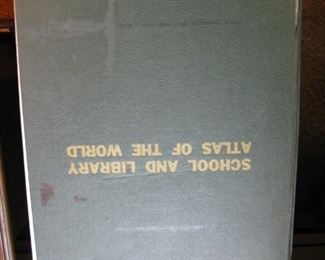 SCHOOL AND LIBRARY
ATLAS OF THE WORLD